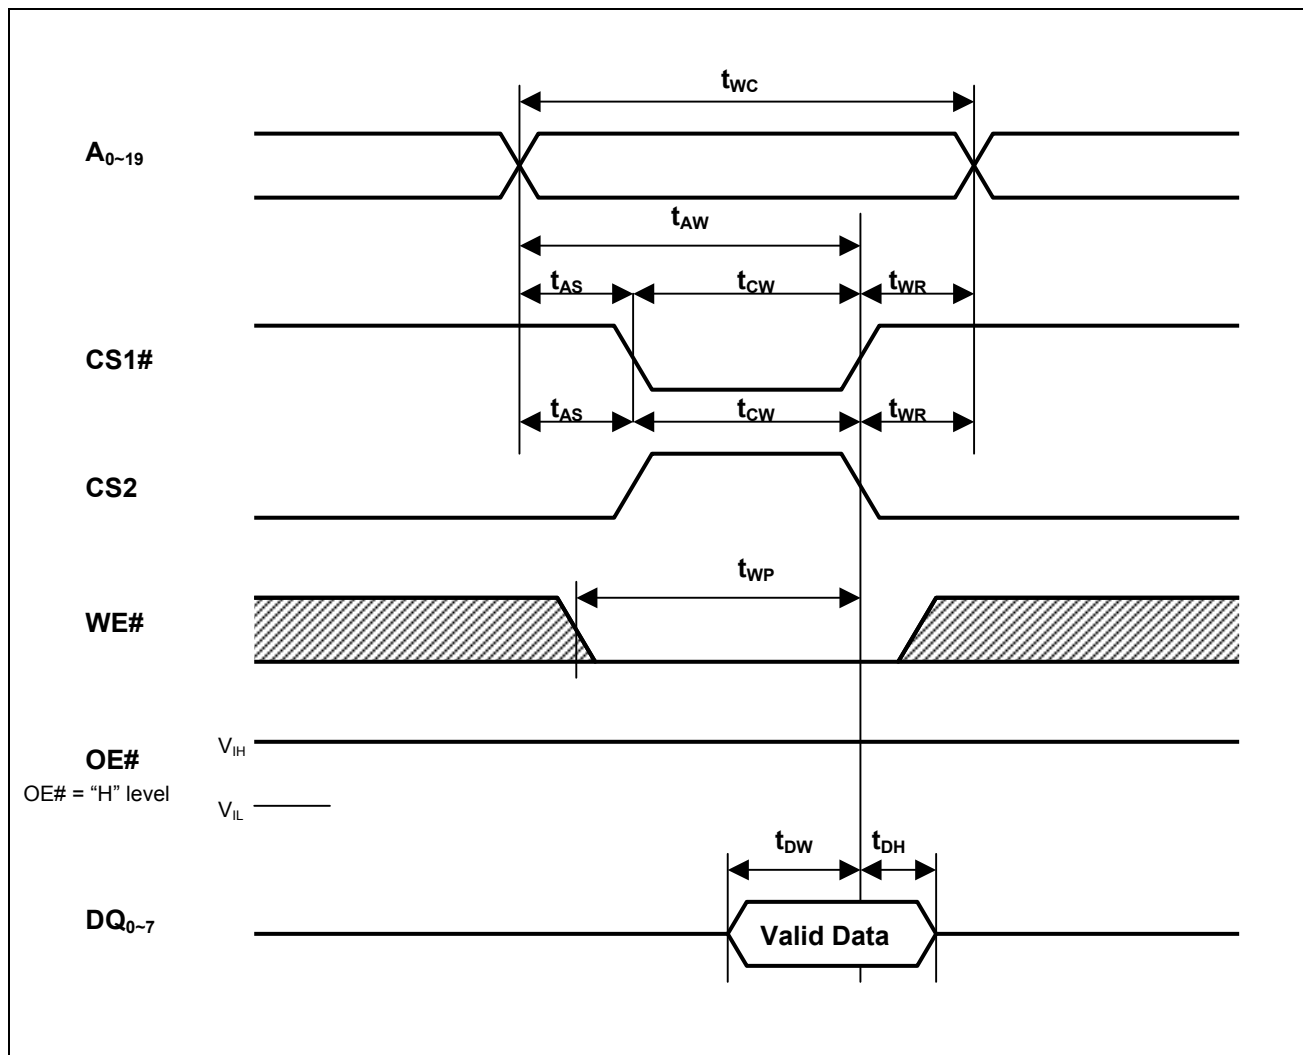 tWC
A0~19
tAW
tAS tCW tWR
CS1#
tAS tCW tWR
CS2
tWP
WE#
OE# VIH
OE# = “H” level
VIL
tDW tDH
DQ0~7 Valid Data